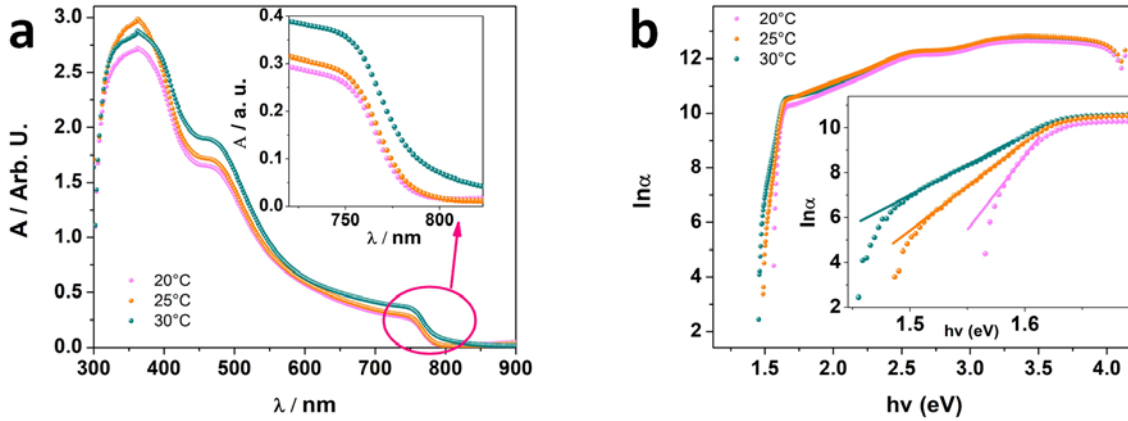 a
3.0
2.5
2.0
1.5
1.0
0.5
0.0
A / Arb. U.
300 400 500 600 700 800 900
λ / nm
20°C
25°C
30°C
0.4
0.3
0.2
0.1
0.0
A / a. u.
750 800
λ / nm
b
12
10
8
6
4
2
lnα
1.5 2.0 2.5 3.0 3.5 4.0
hν (eV)
20°C
25°C
30°C
10
8
6
4
2
lnα
1.5 1.6
hν (eV)